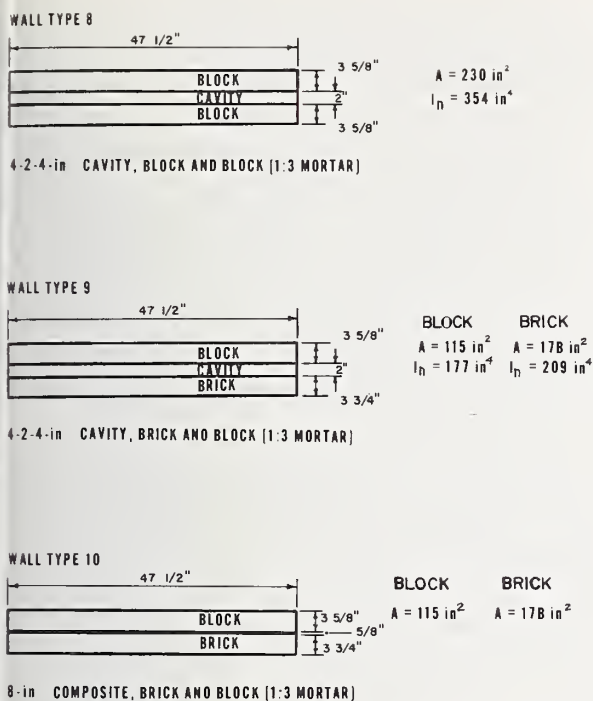 WALL TYPE 8
47 1/2"
3 5/8"
BLOCK
CAVITY
2"
BLOCK
3 5/8"
A = 230 in²
In = 354 in⁴
4-2-4-in CAVITY, BLOCK AND BLOCK [1:3 MORTAR]
WALL TYPE 9
47 1/2"
3 5/8"
BLOCK
CAVITY
2"
BRICK
3 3/4"
BLOCK BRICK
A = 115 in² A = 178 in²
In = 177 in⁴ In = 209 in⁴
4-2-4-in CAVITY, BRICK AND BLOCK [1:3 MORTAR]
WALL TYPE 10
47 1/2"
BLOCK
3 5/8"
5/8"
BRICK
3 3/4"
BLOCK BRICK
A = 115 in² A = 178 in²
8-in COMPOSITE, BRICK AND BLOCK [1:3 MORTAR]